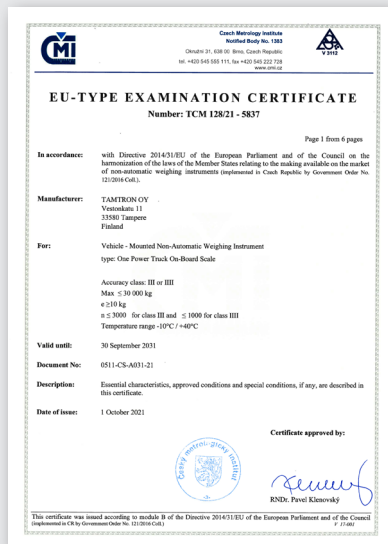 CMI
Czech Metrology Institute
Notified Body No. 1383
Okružní 31, 638 00 Brno, Czech Republic
tel. +420 545 555 111, fax +420 545 222 728
www.cmi.cz
V 3112
EU-TYPE EXAMINATION CERTIFICATE
Number: TCM 128/21 - 5837
Page 1 from 6 pages
In accordance: with Directive 2014/31/EU of the European Parliament and of the Council on the
harmonization of the laws of the Member States relating to the making available on the market
of non-automatic weighing instruments (implemented in Czech Republic by Government Order No.
121/2016 Coll.).
Manufacturer: TAMTRON OY
Vestonkatu 11
33580 Tampere
Finland
For: Vehicle - Mounted Non-Automatic Weighing Instrument
type: One Power Truck On-Board Scale
Accuracy class: III or IIII
Max ≤ 30 000 kg
e ≥10 kg
n ≤ 3000 for class III and ≤ 1000 for class IIII
Temperature range -10°C / +40°C
Valid until: 30 September 2031
Document No: 0511-CS-A031-21
Description: Essential characteristics, approved conditions and special conditions, if any, are described in
this certificate.
Date of issue: 1 October 2021
Certificate approved by:
Český metrologický institut
RNDr. Pavel Klenovský
This certificate was issued according to module B of the Directive 2014/31/EU of the European Parliament and of the Council
(implemented in CR by Government Order No. 121/2016 Coll.)